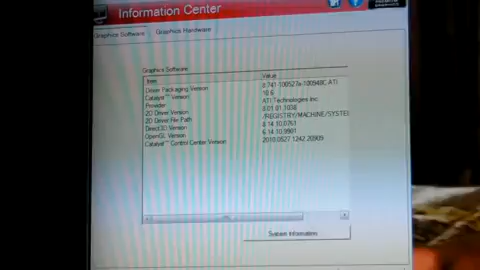 Information Center
Graphics Software Graphics Hardware
Graphics Software
Item Value
Driver Packaging Version 8.741-100527a-100948C-ATI
Catalyst™ Version 10.6
Provider ATI Technologies Inc.
2D Driver Version 8.01.01.1038
2D Driver File Path /REGISTRY/MACHINE/SYSTE
Direct3D Version 8.14.10.0761
OpenGL Version 6.14.10.9901
Catalyst™ Control Center Version 2010.0527.1242.20909
System Information